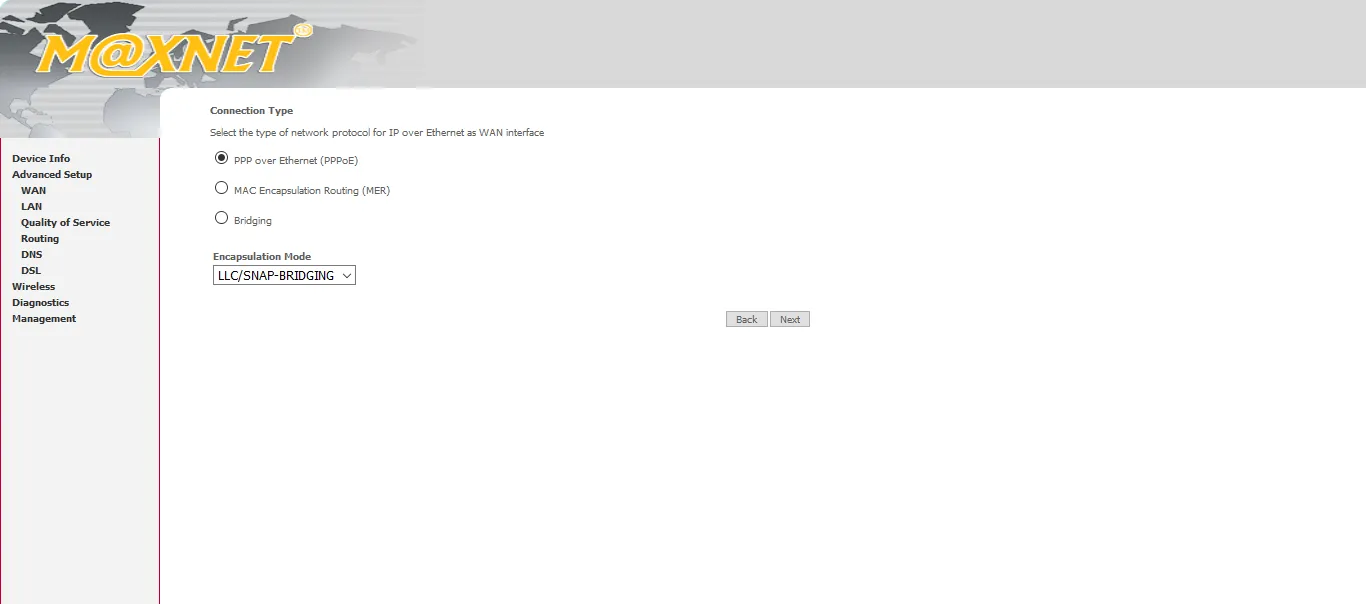 M@XNET®
Connection Type
Select the type of network protocol for IP over Ethernet as WAN interface
PPP over Ethernet (PPPoE)
MAC Encapsulation Routing (MER)
Bridging
Encapsulation Mode
LLC/SNAP-BRIDGING
Back Next
Device Info
Advanced Setup
WAN
LAN
Quality of Service
Routing
DNS
DSL
Wireless
Diagnostics
Management